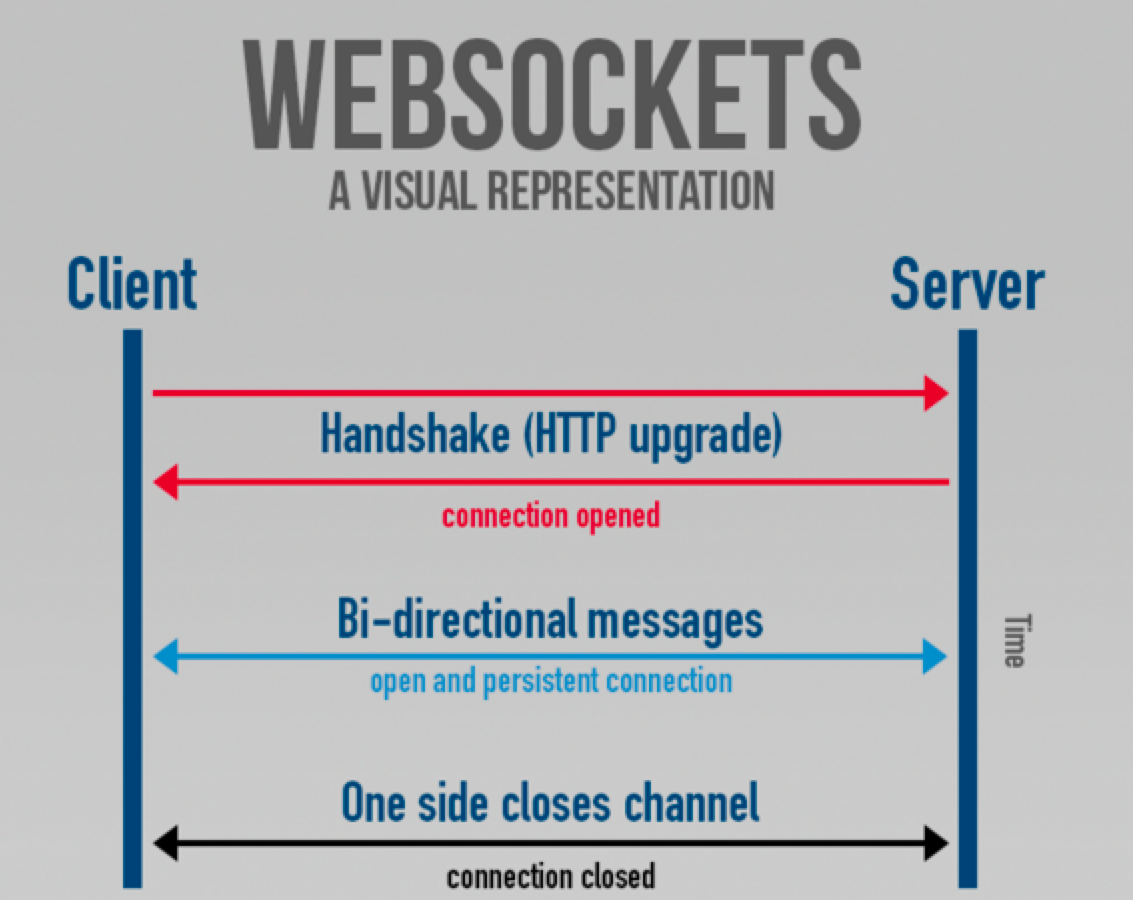 WEBSOCKETS
A VISUAL REPRESENTATION
Client
Server
Handshake (HTTP upgrade)
connection opened
Bi-directional messages
open and persistent connection
Time
One side closes channel
connection closed